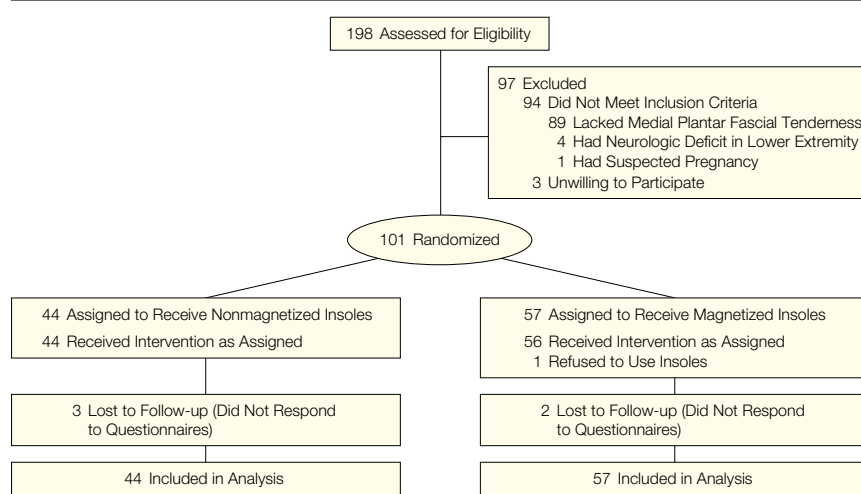 198 Assessed for Eligibility
97 Excluded
94 Did Not Meet Inclusion Criteria
89 Lacked Medial Plantar Fascial Tenderness
4 Had Neurologic Deficit in Lower Extremity
1 Had Suspected Pregnancy
3 Unwilling to Participate
101 Randomized
44 Assigned to Receive Nonmagnetized Insoles
44 Received Intervention as Assigned
57 Assigned to Receive Magnetized Insoles
56 Received Intervention as Assigned
1 Refused to Use Insoles
3 Lost to Follow-up (Did Not Respond
to Questionnaires)
2 Lost to Follow-up (Did Not Respond
to Questionnaires)
44 Included in Analysis
57 Included in Analysis